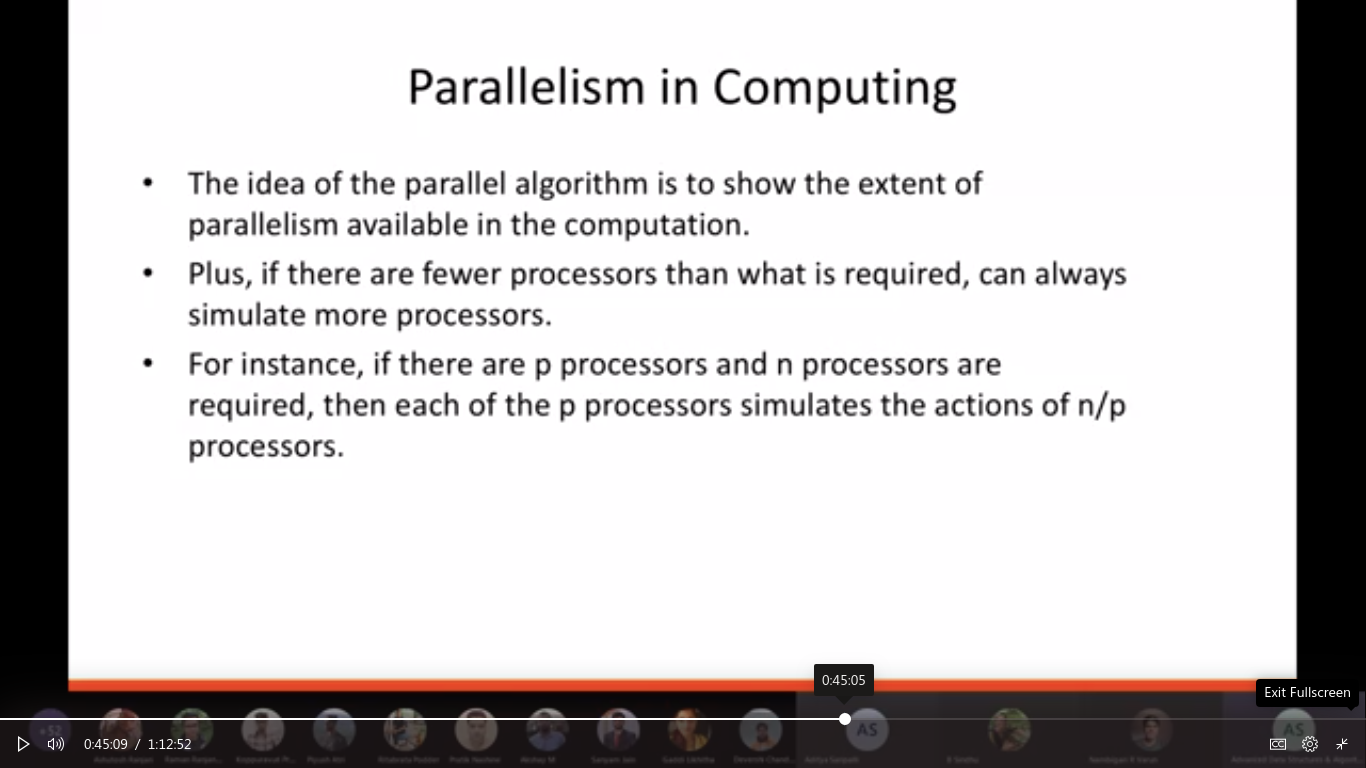 Parallelism in Computing
• The idea of the parallel algorithm is to show the extent of
parallelism available in the computation.
• Plus, if there are fewer processors than what is required, can always
simulate more processors.
• For instance, if there are p processors and n processors are
required, then each of the p processors simulates the actions of n/p
processors.
0:45:05
Exit Fullscreen
AS
AS
0:45:09 / 1:12:52
CC